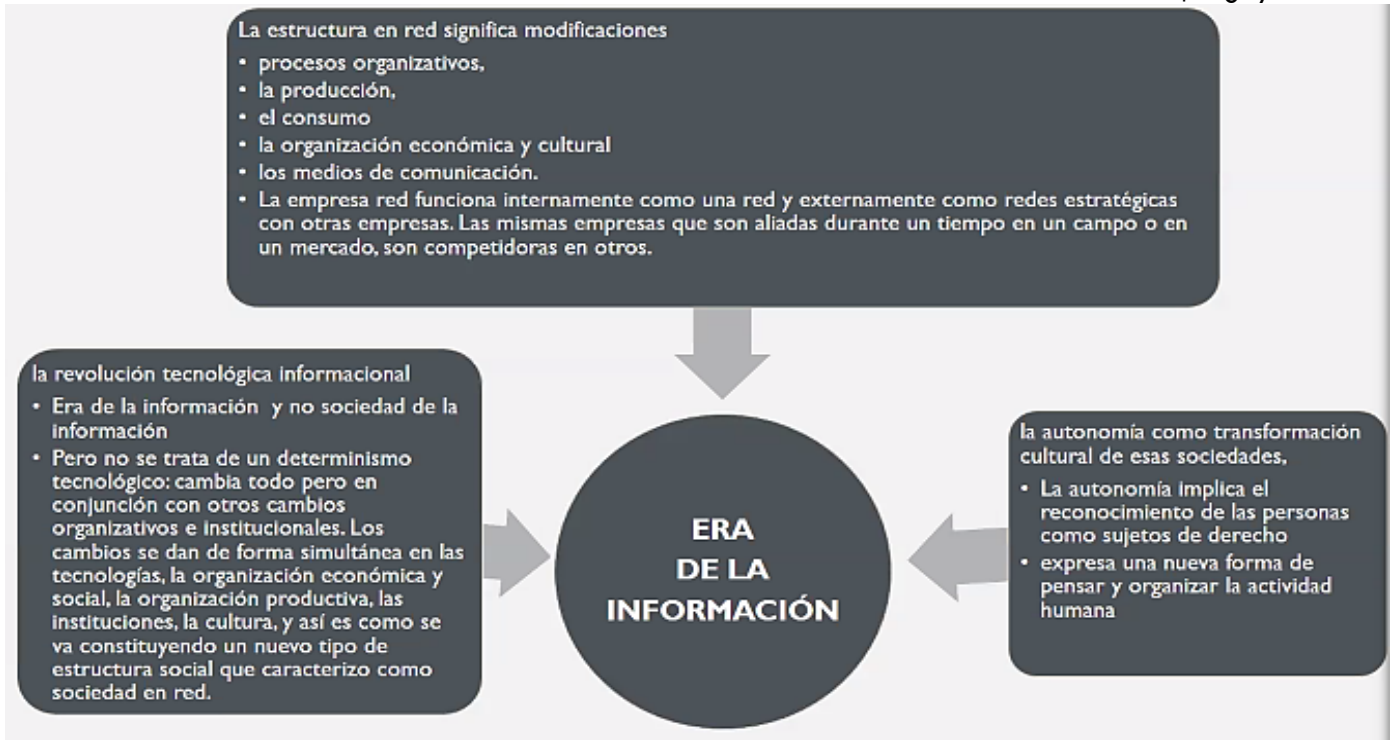 La estructura en red significa modificaciones
• procesos organizativos,
• la producción,
• el consumo
• la organización económica y cultural
• los medios de comunicación.
• La empresa red funciona internamente como una red y externamente como redes estratégicas
con otras empresas. Las mismas empresas que son aliadas durante un tiempo en un campo o en
un mercado, son competidoras en otros.
la revolución tecnológica informacional
• Era de la información y no sociedad de la
información
• Pero no se trata de un determinismo
tecnológico: cambia todo pero en
conjunción con otros cambios
organizativos e institucionales. Los
cambios se dan de forma simultánea en las
tecnologías, la organización económica y
social, la organización productiva, las
instituciones, la cultura, y así es como se
va constituyendo un nuevo tipo de
estructura social que caracterizo como
sociedad en red.
ERA
DE LA
INFORMACIÓN
la autonomía como transformación
cultural de esas sociedades,
• La autonomía implica el
reconocimiento de las personas
como sujetos de derecho
• expresa una nueva forma de
pensar y organizar la actividad
humana